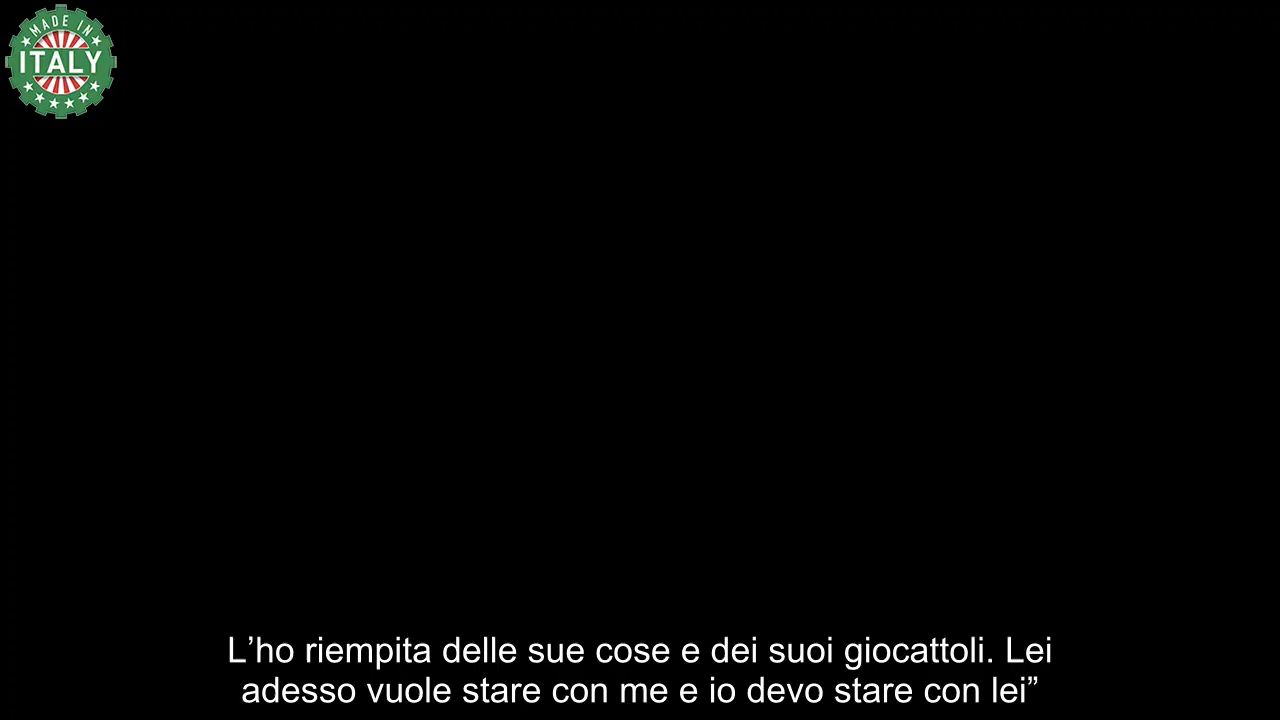 MADE IN
ITALY
L’ho riempita delle sue cose e dei suoi giocattoli. Lei
adesso vuole stare con me e io devo stare con lei”